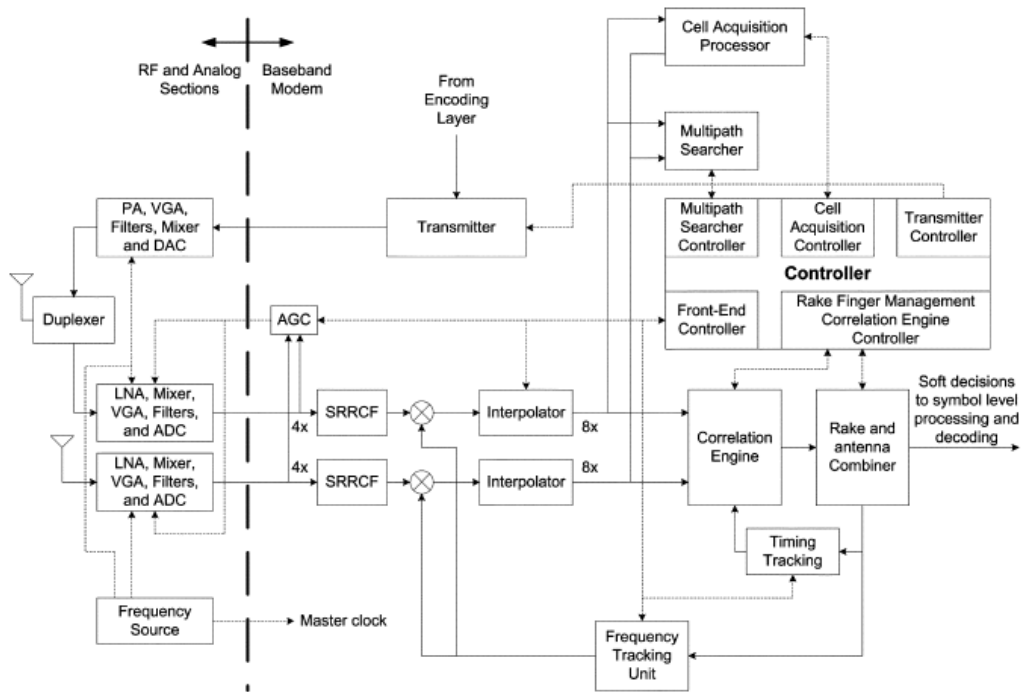 Cell Acquisition
Processor
RF and Analog
Sections
Baseband
Modem
From
Encoding
Layer
Multipath
Searcher
PA, VGA,
Filters, Mixer
and DAC
Transmitter
Multipath
Searcher
Controller
Cell
Acquisition
Controller
Transmitter
Controller
Controller
Duplexer
AGC
Front-End
Controller
Rake Finger Management
Correlation Engine
Controller
LNA, Mixer,
VGA, Filters,
and ADC
4x
SRRCF
Interpolator
8x
Correlation
Engine
Rake and
antenna
Combiner
Soft decisions
to symbol level
processing and
decoding
LNA, Mixer,
VGA, Filters,
and ADC
4x
SRRCF
Interpolator
8x
Timing
Tracking
Frequency
Source
Master clock
Frequency
Tracking
Unit